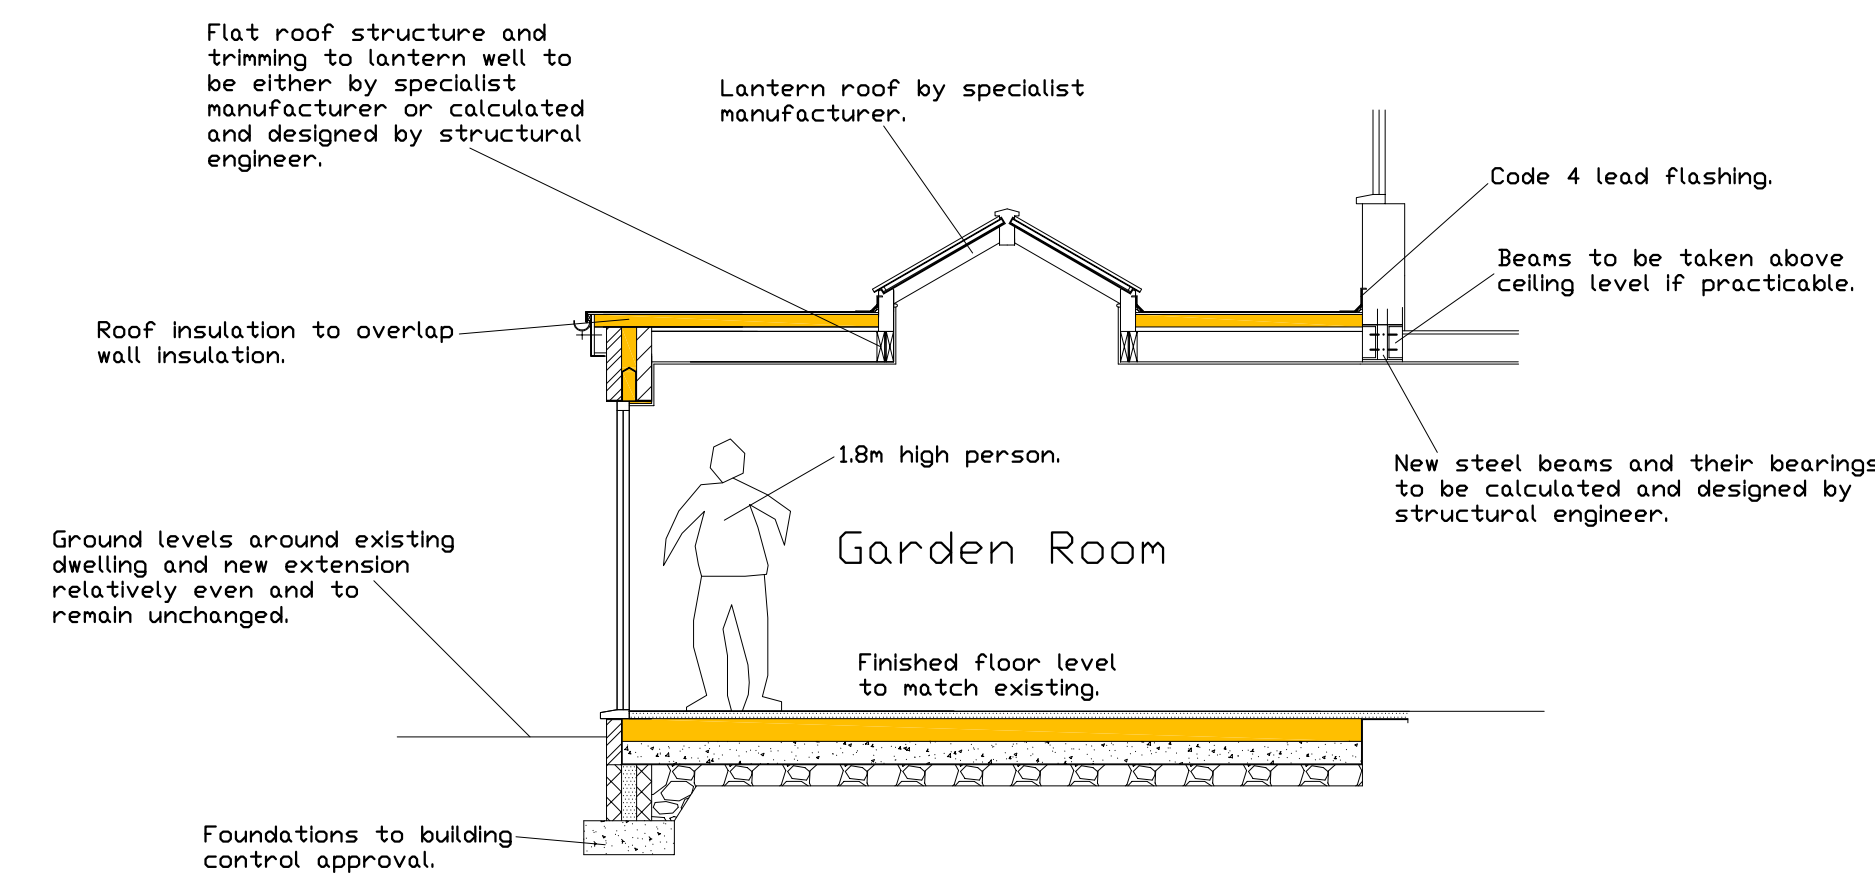 Flat roof structure and
trimming to lantern well to
be either by specialist
manufacturer or calculated
and designed by structural
engineer.
Lantern roof by specialist
manufacturer.
Code 4 lead flashing.
Beams to be taken above
ceiling level if practicable.
Roof insulation to overlap
wall insulation.
1.8m high person.
New steel beams and their bearings
to be calculated and designed by
structural engineer.
Ground levels around existing
dwelling and new extension
relatively even and to
remain unchanged.
Garden Room
Finished floor level
to match existing.
Foundations to building
control approval.